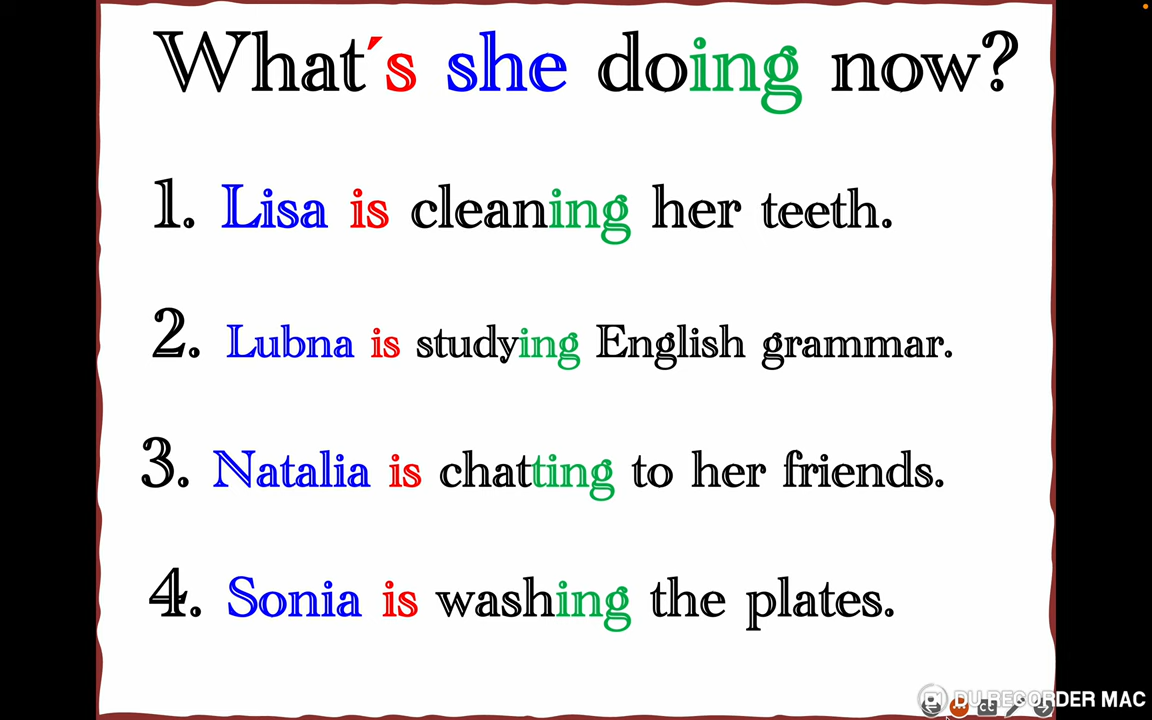 What´s she doing now?
1. Lisa is cleaning her teeth.
2. Lubna is studying English grammar.
3. Natalia is chatting to her friends.
4. Sonia is washing the plates.
DU RECORDER MAC